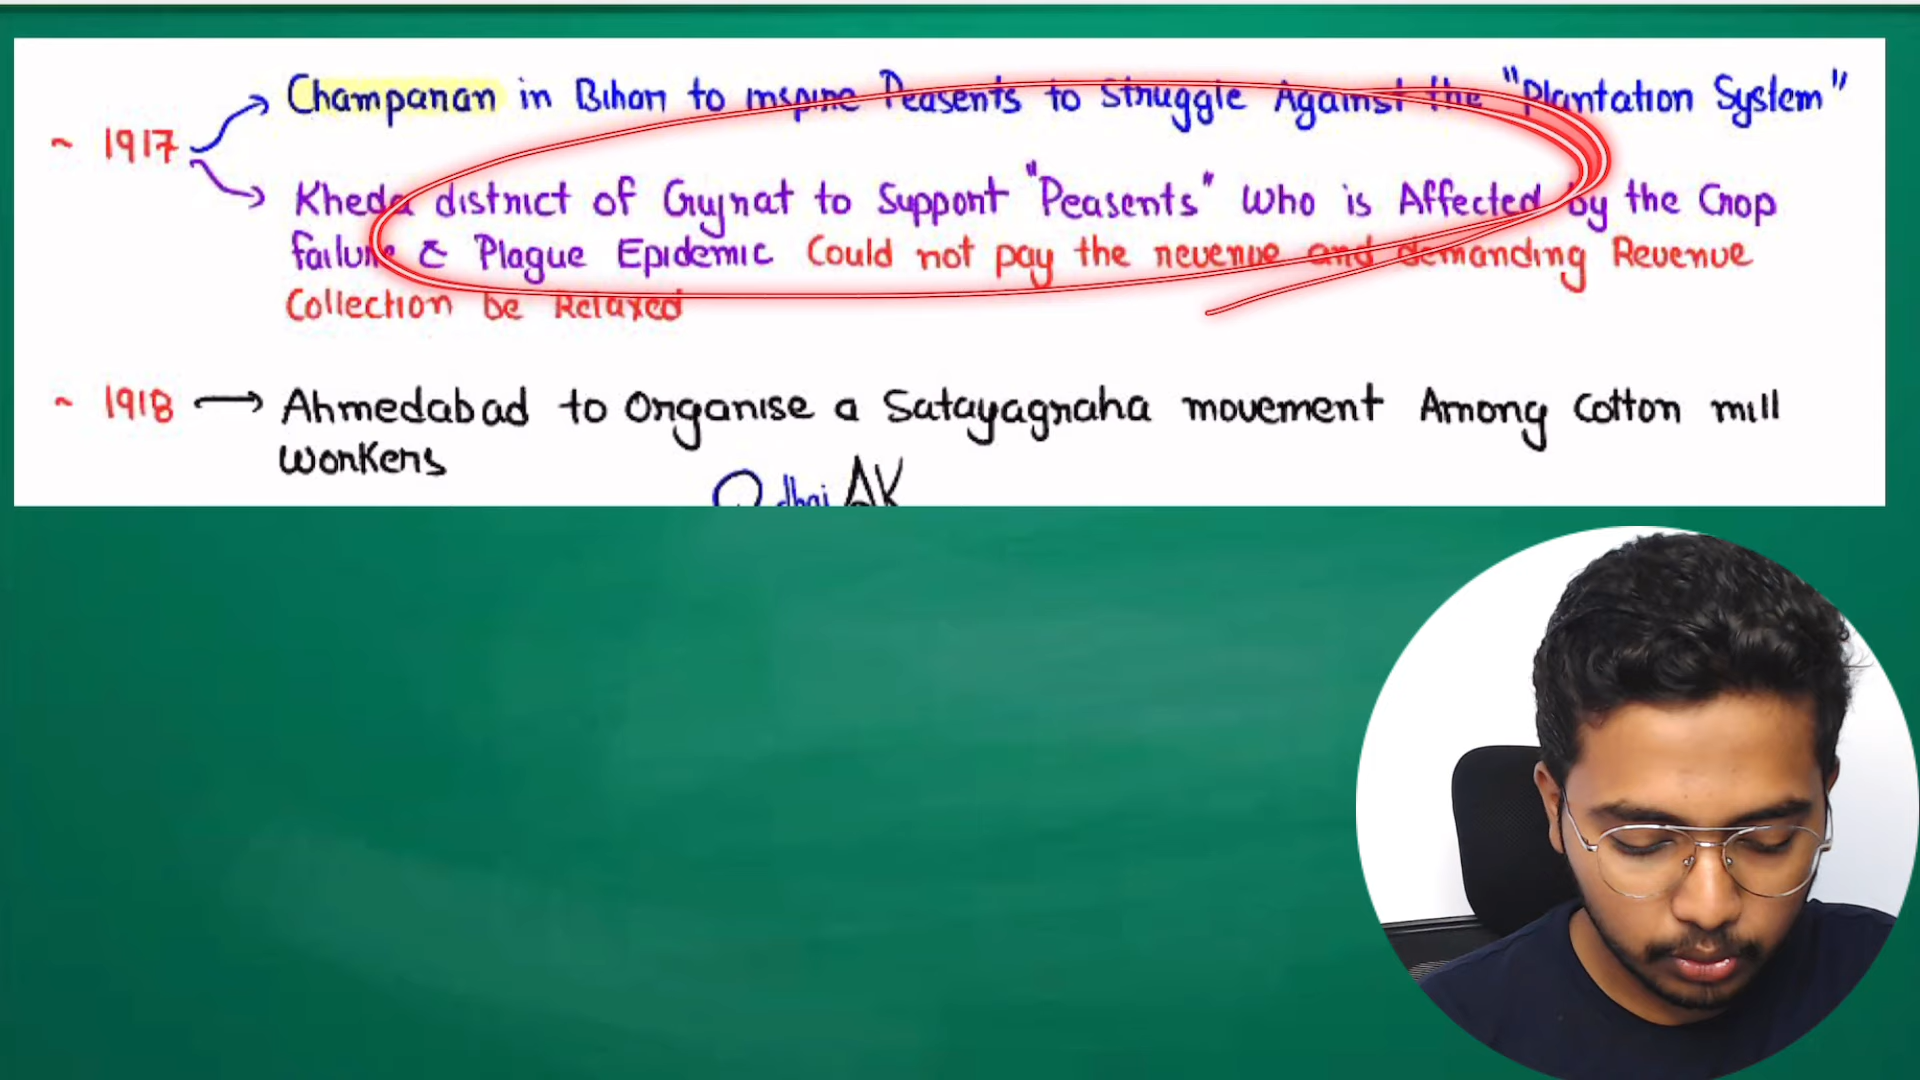 ~ 1917 → Champaran in Bihar to inspire Peasents to Struggle Against the "Plantation System"
→ Kheda district of Gujrat to Support "Peasents" Who is Affected by the Crop
failure & Plague Epidemic Could not pay the revenue and demanding Revenue
Collection be Relaxed
~ 1918 → Ahmedabad to Organise a Satayagraha movement Among Cotton mill
Workers
AK